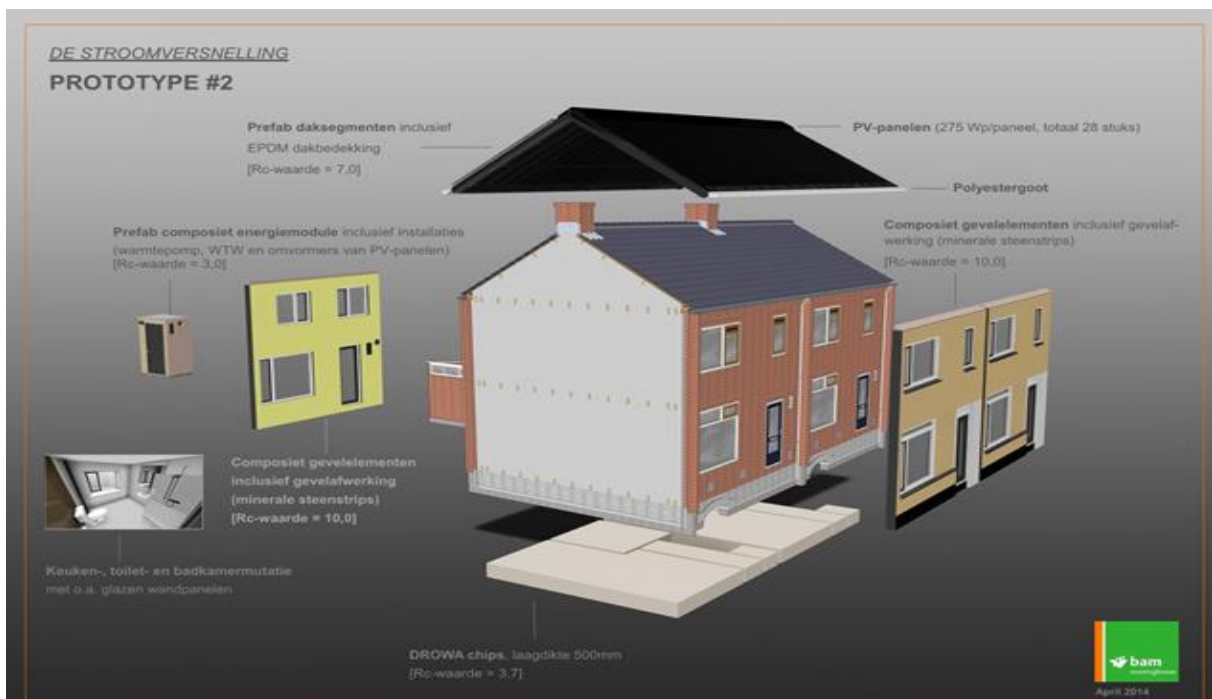 DE STROOMVERSNELLING
PROTOTYPE #2
Prefab daksegmenten inclusief
EPDM dakbedekking
[Rc-waarde = 7,0]
PV-panelen (275 Wp/paneel, totaal 28 stuks)
Polyestergoot
Prefab composiet energiemodule inclusief installaties
(warmtepomp, WTW en omvormers van PV-panelen)
[Rc-waarde = 3,0]
Composiet gevelelementen inclusief gevelaf-
werking (minerale steenstrips)
[Rc-waarde = 10,0]
Composiet gevelelementen
inclusief gevelafwerking
(minerale steenstrips)
[Rc-waarde = 10,0]
Keuken-, toilet- en badkamermutatie
met o.a. glazen wandpanelen
DROWA chips, laagdikte 500mm
[Rc-waarde = 3,7]
bam
April 2014